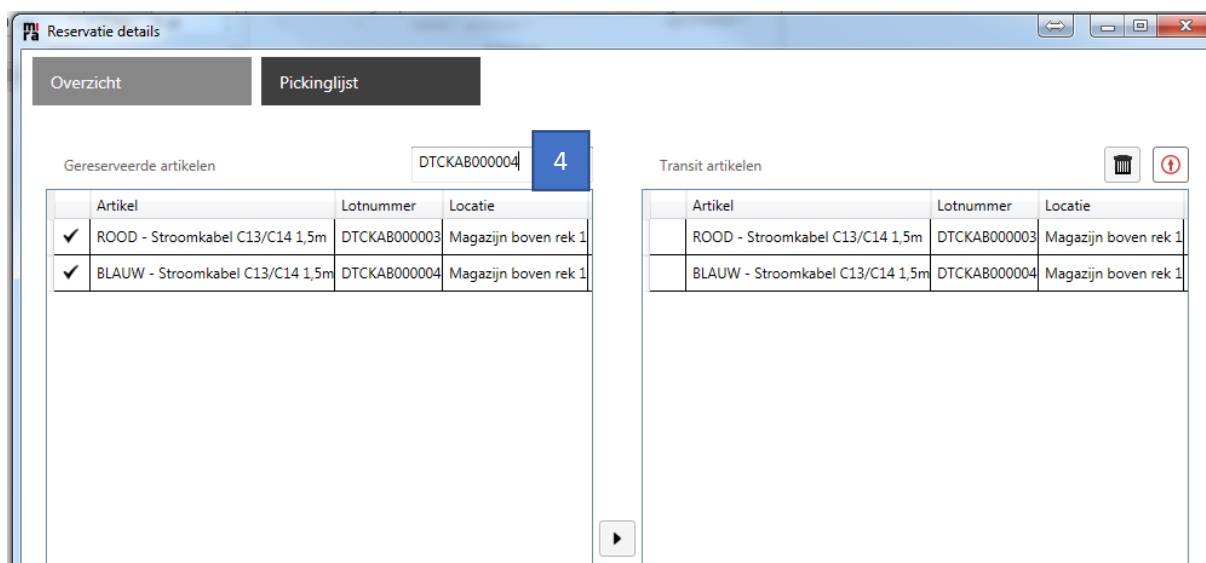 mira Reservatie details
Overzicht Pickinglijst
Gereserveerde artikelen DTCKAB000004 4
Artikel Lotnummer Locatie
ROOD - Stroomkabel C13/C14 1,5m DTCKAB000003 Magazijn boven rek 1
BLAUW - Stroomkabel C13/C14 1,5m DTCKAB000004 Magazijn boven rek 1
Transit artikelen
Artikel Lotnummer Locatie
ROOD - Stroomkabel C13/C14 1,5m DTCKAB000003 Magazijn boven rek 1
BLAUW - Stroomkabel C13/C14 1,5m DTCKAB000004 Magazijn boven rek 1